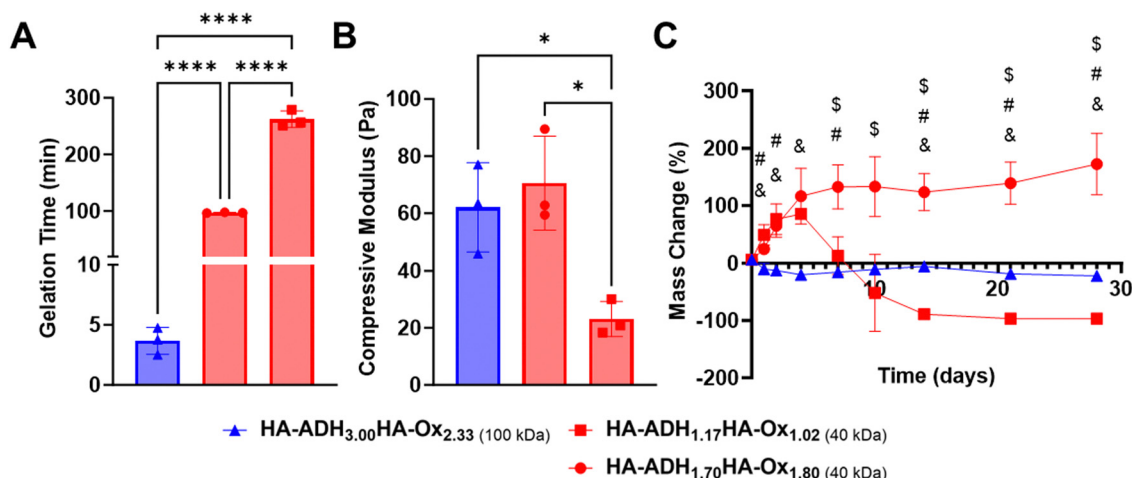 A
****
**** ****
Gelation Time (min)
300
200
100
10
5
0
B
*
*
Compressive Modulus (Pa)
100
80
60
40
20
0
C
$
$ $ #
$ # #
# # $ # & &
# & & &
&
Mass Change (%)
300
200
100
0
-100
-200
10 20 30
Time (days)
HA-ADH3.00HA-Ox2.33 (100 kDa)
HA-ADH1.17HA-Ox1.02 (40 kDa)
HA-ADH1.70HA-Ox1.80 (40 kDa)